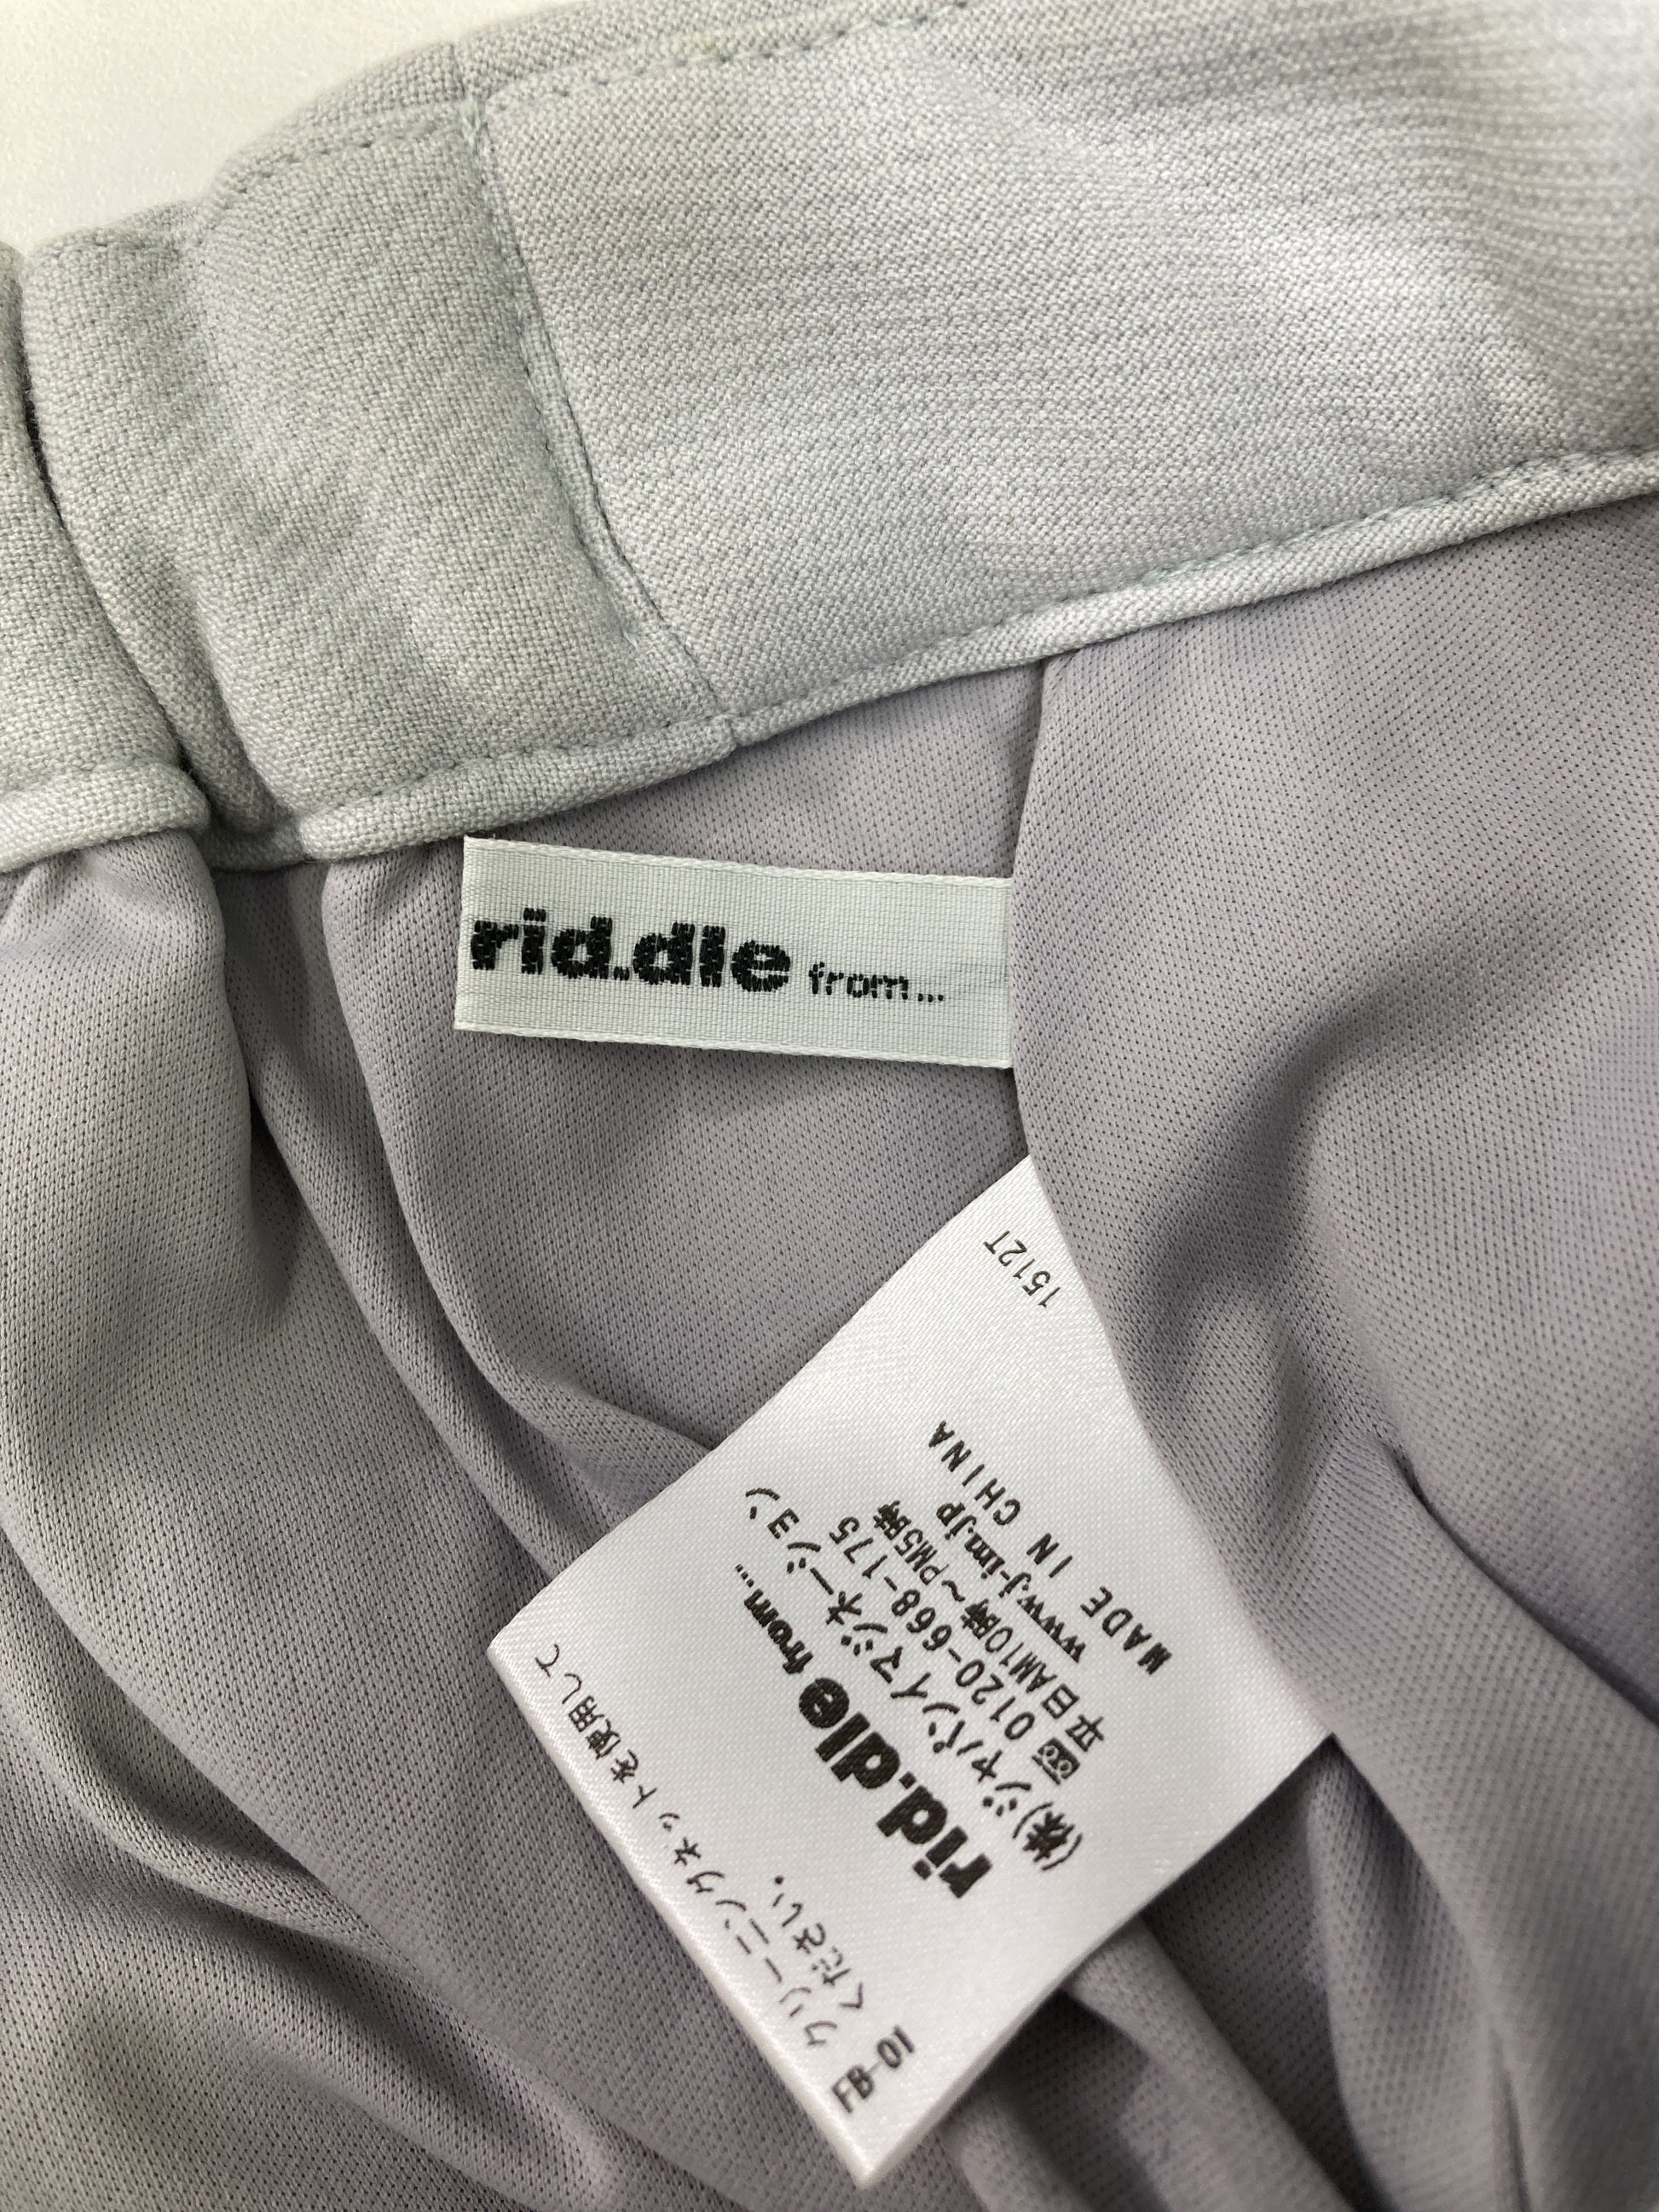 rid.dle from...
クリーニングネットを使用して
ください。
FB-01
rid.dle from...
(株)ジャパンイマジネーション
0120-668-175
平日AM10時～PM5時
www.j-im.jp
MADE IN CHINA
1512T